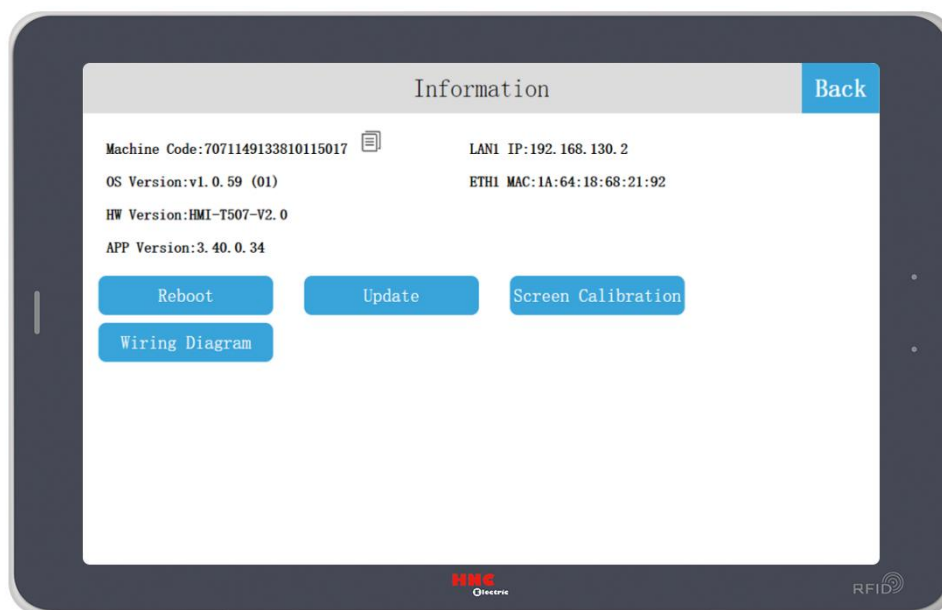 Information
Back
Machine Code:7071149133810115017
LAN1 IP:192. 168. 130. 2
OS Version:v1. 0. 59 (01)
ETH1 MAC:1A:64:18:68:21:92
HW Version:HMI-T507-V2. 0
APP Version:3. 40. 0. 34
Reboot
Update
Screen Calibration
Wiring Diagram
HNC
Electric
RFID